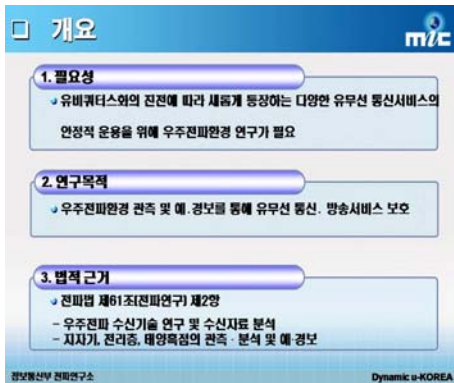 개요
mic
1. 필요성
유비쿼터스화의 진전에 따라 새롭게 등장하는 다양한 유무선 통신서비스의
안정적 운용을 위해 우주전파환경 연구가 필요
2. 연구목적
우주전파환경 관측 및 예·경보를 통해 유무선 통신. 방송서비스 보호
3. 법적 근거
전파법 제61조(전파연구) 제2항
- 우주전파 수신기술 연구 및 수신자료 분석
- 지자기, 전리층, 태양흑점의 관측·분석 및 예·경보
정보통신부 전파연구소
Dynamic u-KOREA